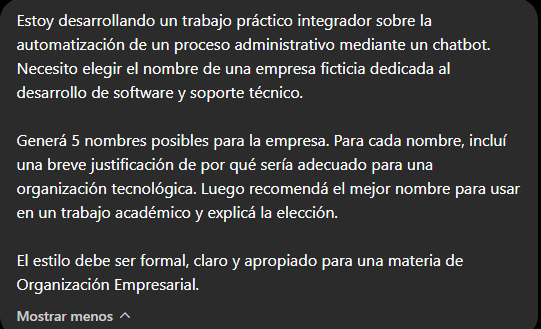 Estoy desarrollando un trabajo práctico integrador sobre la
automatización de un proceso administrativo mediante un chatbot.
Necesito elegir el nombre de una empresa ficticia dedicada al
desarrollo de software y soporte técnico.
Generá 5 nombres posibles para la empresa. Para cada nombre, incluí
una breve justificación de por qué sería adecuado para una
organización tecnológica. Luego recomendá el mejor nombre para usar
en un trabajo académico y explicá la elección.
El estilo debe ser formal, claro y apropiado para una materia de
Organización Empresarial.
Mostrar menos